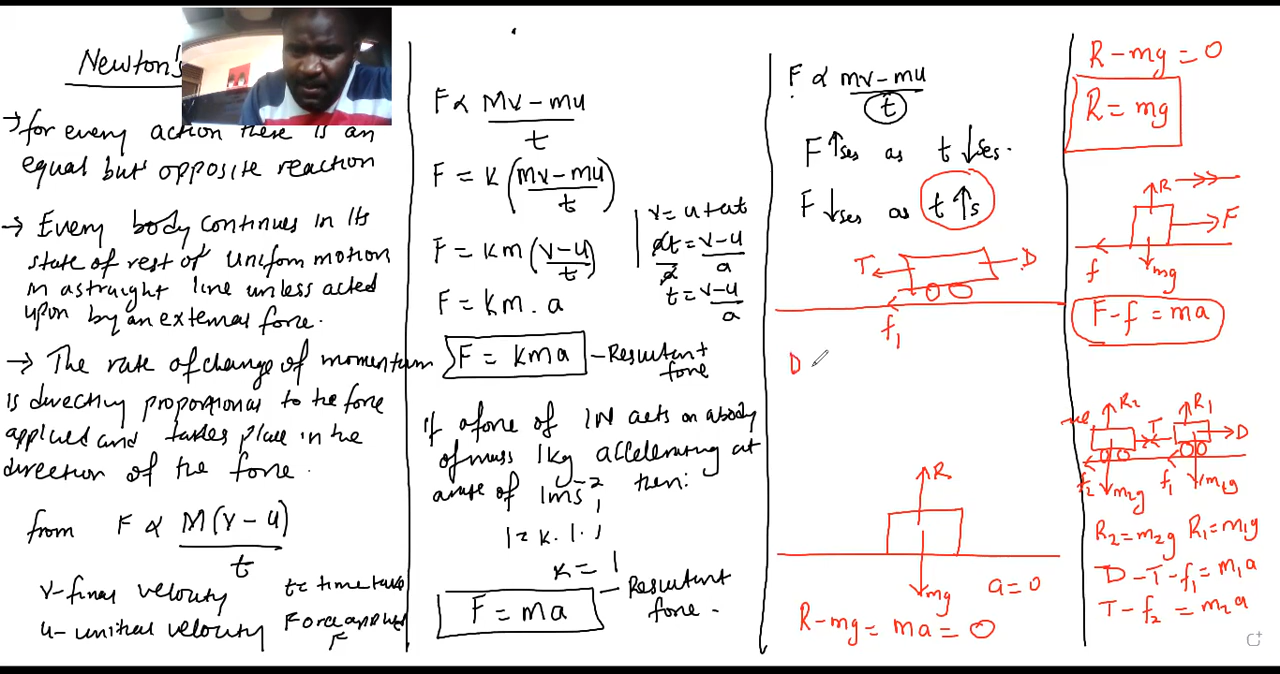 Newton's
→ for every action there is an
equal but opposite reaction
→ Every body continues in its
state of rest or uniform motion
in a straight line unless acted
upon by an external force.
→ The rate of change of momentum
is directly proportional to the force
applied and takes place in the
direction of the force.
from F ∝ M(v - u)/t
v - final velocity t = time taken
u - initial velocity Force applied
F
F ∝ Mv - mu/t
F = K(mv - mu/t)
F = Km(v - u/t)
F = Km . a
F = Kma - Resultant
force
v = u + at
at/a = v - u/a
t = v - u/a
If a force of 1N acts on a body
of mass 1kg accelerating at
a rate of 1ms⁻² then:
1 = K . 1 . 1
K = 1
F = ma - Resultant
force .
F ∝ mv - mu/t
F ↑ses as t ↓ses.
F ↓ses as t ↑s
T D
f₁
D
R
mg
a = 0
R - mg = ma = 0
R - mg = 0
R = mg
R
F
f mg
F - f = ma
R₂ R₁
T D
f₂ m₂g f₁ m₁g
R₂ = m₂g R₁ = m₁g
D - T - f₁ = m₁a
T - f₂ = m₂a